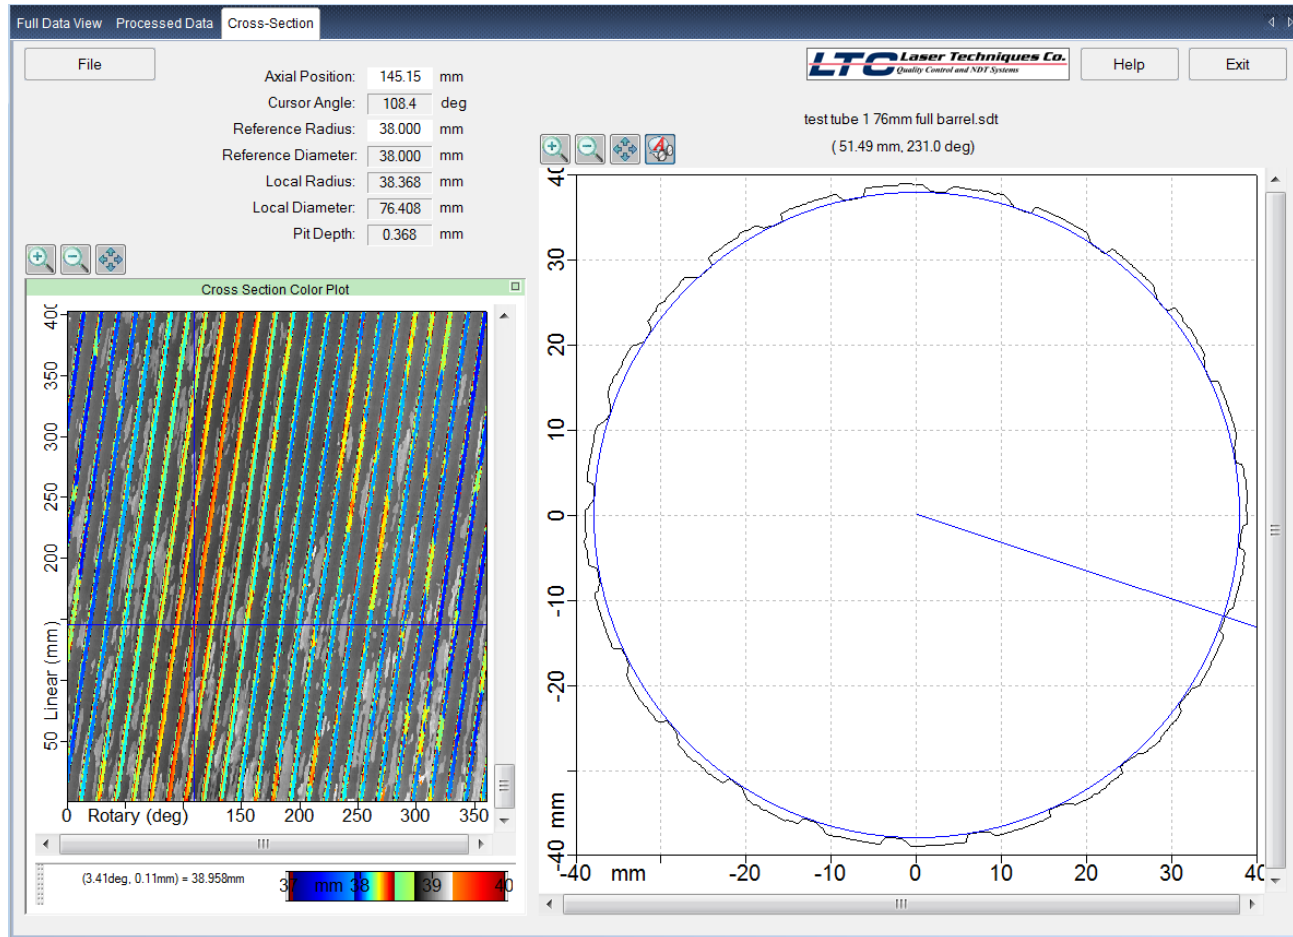 Full Data View Processed Data Cross-Section
File
LTC Laser Techniques Co.
Quality Control and NDT Systems
Help Exit
Axial Position: 145.15 mm
Cursor Angle: 108.4 deg
Reference Radius: 38.000 mm
Reference Diameter: 38.000 mm
Local Radius: 38.368 mm
Local Diameter: 76.408 mm
Pit Depth: 0.368 mm
test tube 1 76mm full barrel.sdt
( 51.49 mm, 231.0 deg)
Cross Section Color Plot
350
300
250
200
50 Linear (mm)
0 Rotary (deg) 150 200 250 300 350
(3.41deg, 0.11mm) = 38.958mm
37 mm 38 39 40
40
30
20
10
0
-10
-20
-40 mm
-40 mm -20 -10 0 10 20 30 40